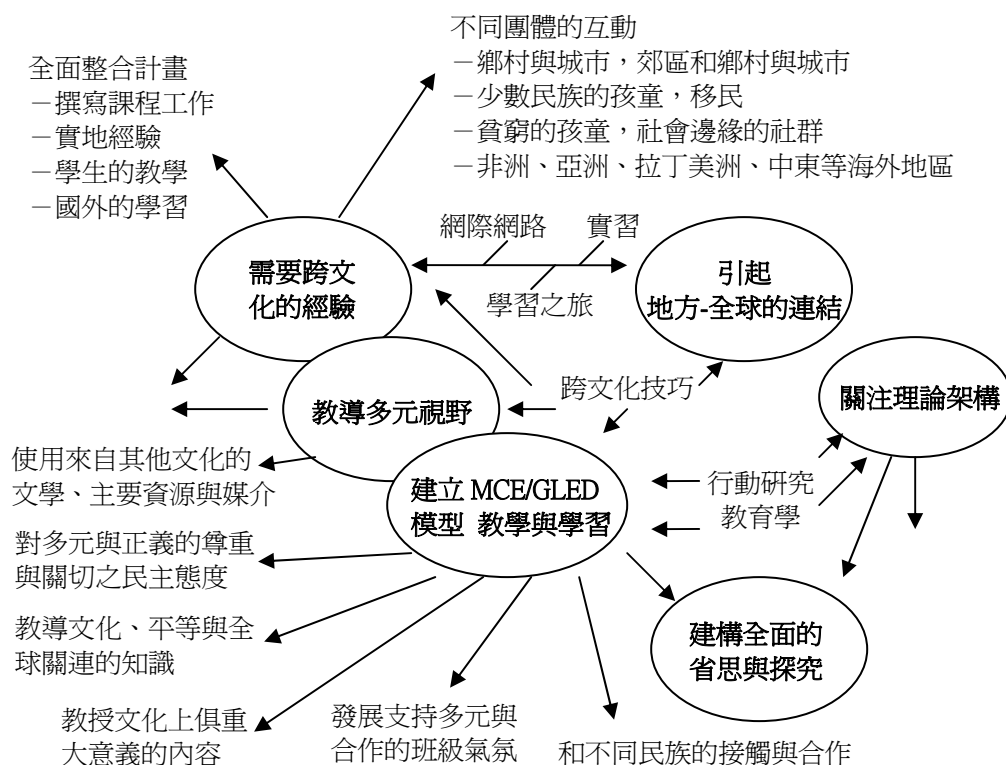 不同團體的互動
－鄉村與城市，郊區和鄉村與城市
－少數民族的孩童，移民
－貧窮的孩童，社會邊緣的社群
－非洲、亞洲、拉丁美洲、中東等海外地區
全面整合計畫
－撰寫課程工作
－實地經驗
－學生的教學
－國外的學習
網際網路
實習
學習之旅
需要跨文
化的經驗
引起
地方-全球的連結
跨文化技巧
教導多元視野
關注理論架構
使用來自其他文化的
文學、主要資源與媒介
建立 MCE/GLED
模型 教學與學習
行動研究
教育學
對多元與正義的尊重
與關切之民主態度
教導文化、平等與全
球關連的知識
建構全面的
省思與探究
教授文化上俱重
大意義的內容
發展支持多元與
合作的班級氣氛
和不同民族的接觸與合作